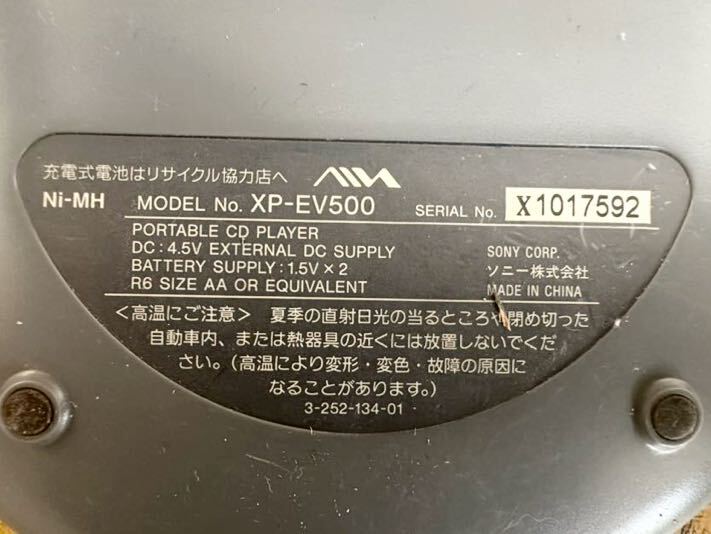 充電式電池はリサイクル協力店へ AIWA
Ni-MH MODEL No. XP-EV500 SERIAL No. X1017592
PORTABLE CD PLAYER
DC:4.5V EXTERNAL DC SUPPLY SONY CORP.
BATTERY SUPPLY:1.5V×2 ソニー株式会社
R6 SIZE AA OR EQUIVALENT MADE IN CHINA
〈高温にご注意〉 夏季の直射日光の当るところや閉め切った
自動車内、または熱器具の近くには放置しないでくだ
さい。(高温により変形・変色・故障の原因に
なることがあります。)
3-252-134-01